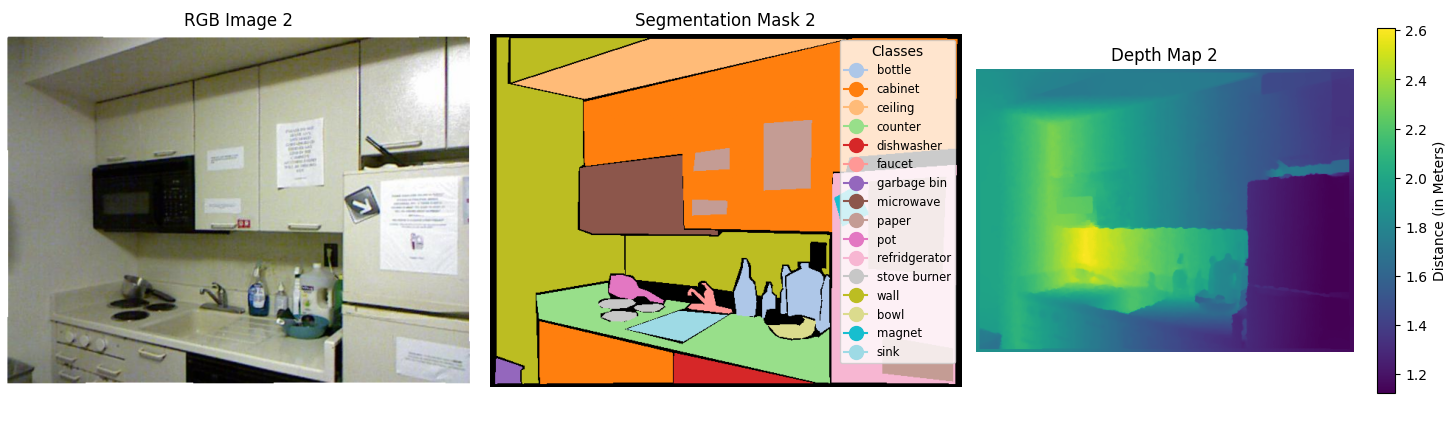 RGB Image 2
Segmentation Mask 2
Classes
bottle
cabinet
ceiling
counter
dishwasher
faucet
garbage bin
microwave
paper
pot
refridgerator
stove burner
wall
bowl
magnet
sink
Depth Map 2
2.6
2.4
2.2
2.0
1.8
1.6
1.4
1.2
Distance (in Meters)